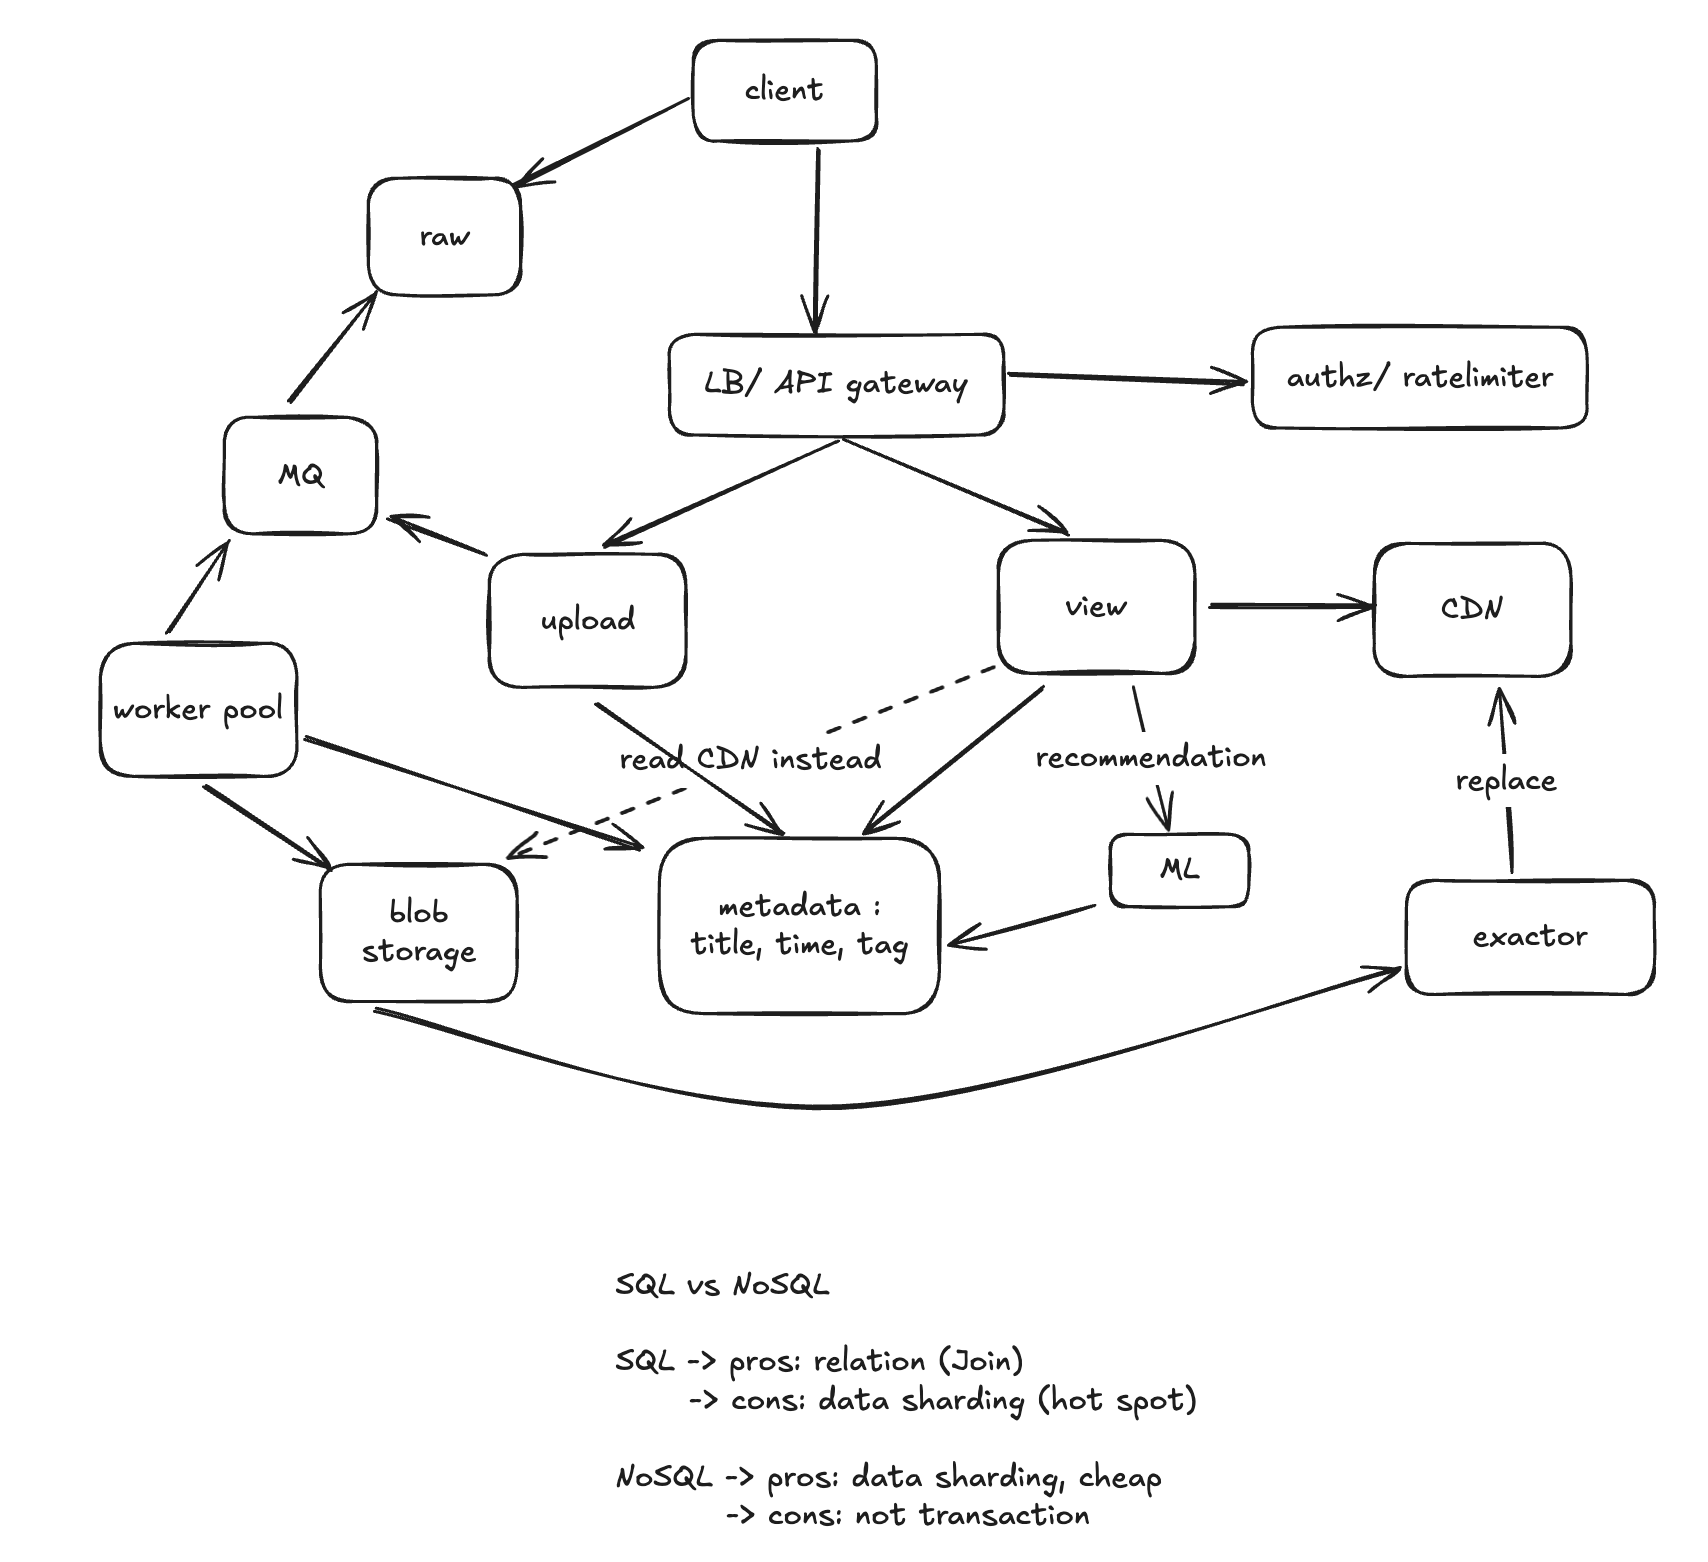 client
raw
LB/ API gateway
authz/ ratelimiter
MQ
upload
view
CDN
worker pool
read CDN instead
recommendation
replace
blob
storage
metadata :
title, time, tag
ML
exactor
SQL vs NoSQL
SQL -> pros: relation (Join)
-> cons: data sharding (hot spot)
NoSQL -> pros: data sharding, cheap
-> cons: not transaction